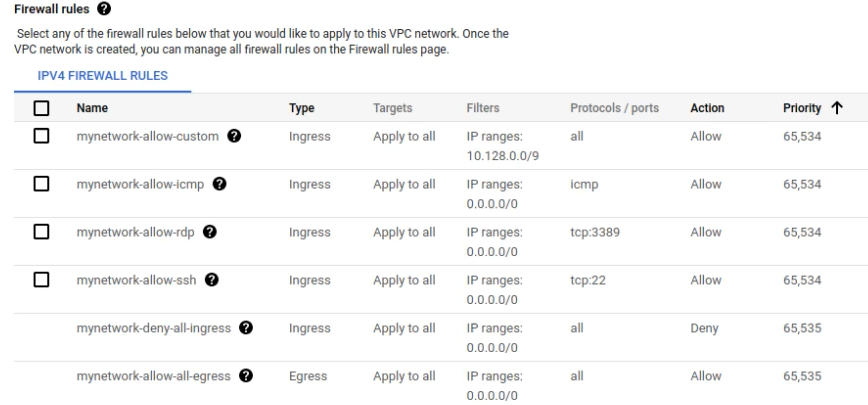 Firewall rules
Select any of the firewall rules below that you would like to apply to this VPC network. Once the
VPC network is created, you can manage all firewall rules on the Firewall rules page.
IPV4 FIREWALL RULES
Name Type Targets Filters Protocols / ports Action Priority
mynetwork-allow-custom Ingress Apply to all IP ranges: all Allow 65,534
10.128.0.0/9
mynetwork-allow-icmp Ingress Apply to all IP ranges: icmp Allow 65,534
0.0.0.0/0
mynetwork-allow-rdp Ingress Apply to all IP ranges: tcp:3389 Allow 65,534
0.0.0.0/0
mynetwork-allow-ssh Ingress Apply to all IP ranges: tcp:22 Allow 65,534
0.0.0.0/0
mynetwork-deny-all-ingress Ingress Apply to all IP ranges: all Deny 65,535
0.0.0.0/0
mynetwork-allow-all-egress Egress Apply to all IP ranges: all Allow 65,535
0.0.0.0/0